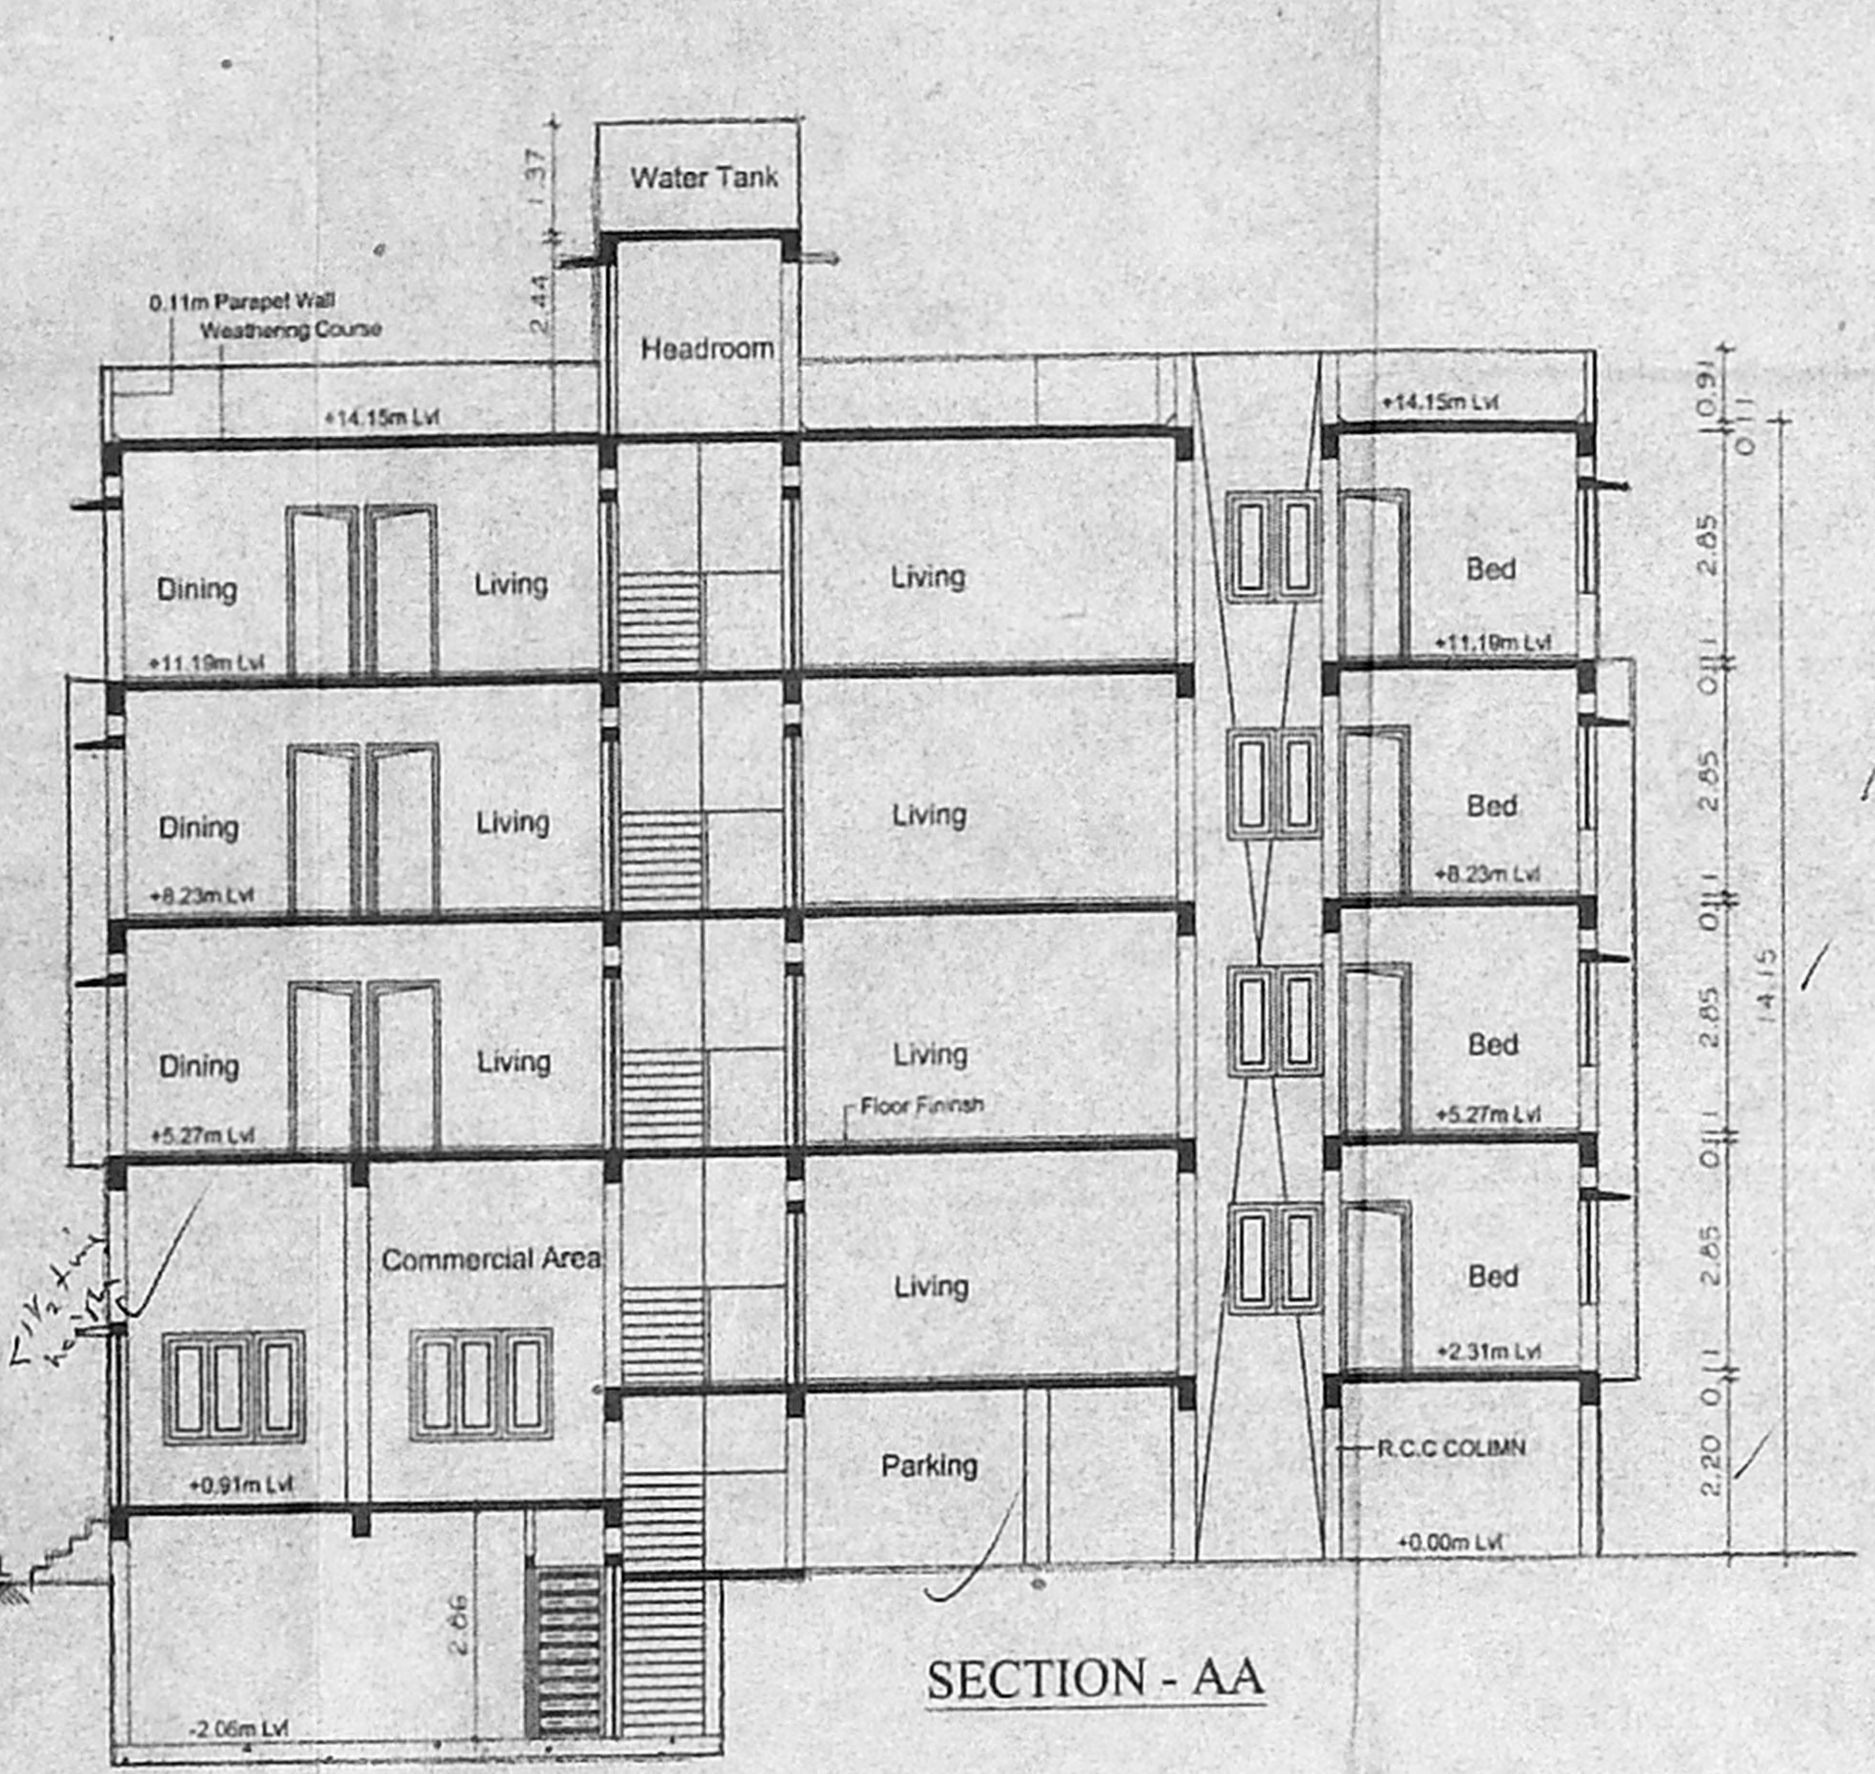 1.37
Water Tank
2.44
0.11m Parapet Wall
Weathering Course
Headroom
0.91
+14.15m Lvl
+14.15m Lvl
0.11
Dining
Living
Living
Bed
2.85
+11.19m Lvl
+11.19m Lvl
0.11
Dining
Living
Living
Bed
2.85
+8.23m Lvl
+8.23m Lvl
0.11
14.15
Dining
Living
Living
Bed
2.85
Floor Fininsh
+5.27m Lvl
+5.27m Lvl
0.11
Commercial Area
Living
Bed
2.85
+2.31m Lvl
0.11
Parking
R.C.C COLUMN
2.20
+0.91m Lvl
+0.00m Lvl
2.86
-2.06m Lvl
SECTION - AA